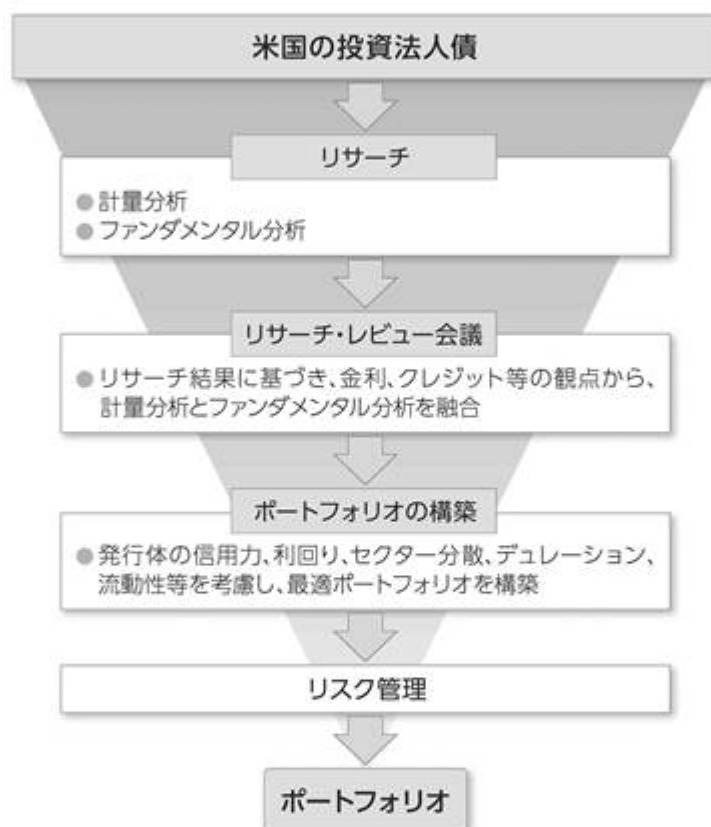 米国の投資法人債
リサーチ
●計量分析
●ファンダメンタル分析
リサーチ・レビュー会議
●リサーチ結果に基づき、金利、クレジット等の観点から、
計量分析とファンダメンタル分析を融合
ポートフォリオの構築
●発行体の信用力、利回り、セクター分散、デュレーション、
流動性等を考慮し、最適ポートフォリオを構築
リスク管理
ポートフォリオ